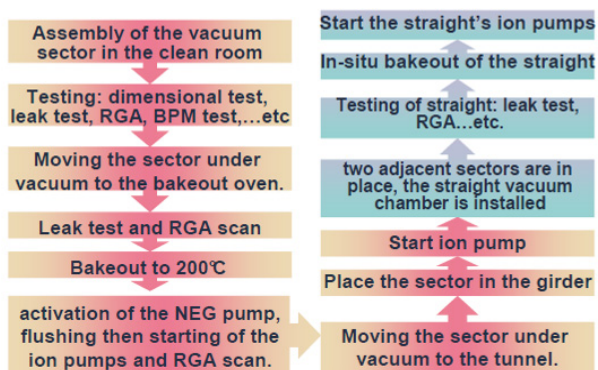 Assembly of the vacuum
sector in the clean room
Testing: dimensional test,
leak test, RGA, BPM test,...etc
Moving the sector under
vacuum to the bakeout oven.
Leak test and RGA scan
Bakeout to 200℃
activation of the NEG pump,
flushing then starting of the
ion pumps and RGA scan.
Moving the sector under
vacuum to the tunnel.
Place the sector in the girder
Start ion pump
two adjacent sectors are in
place, the straight vacuum
chamber is installed
Testing of straight: leak test,
RGA...etc.
In-situ bakeout of the straight
Start the straight's ion pumps